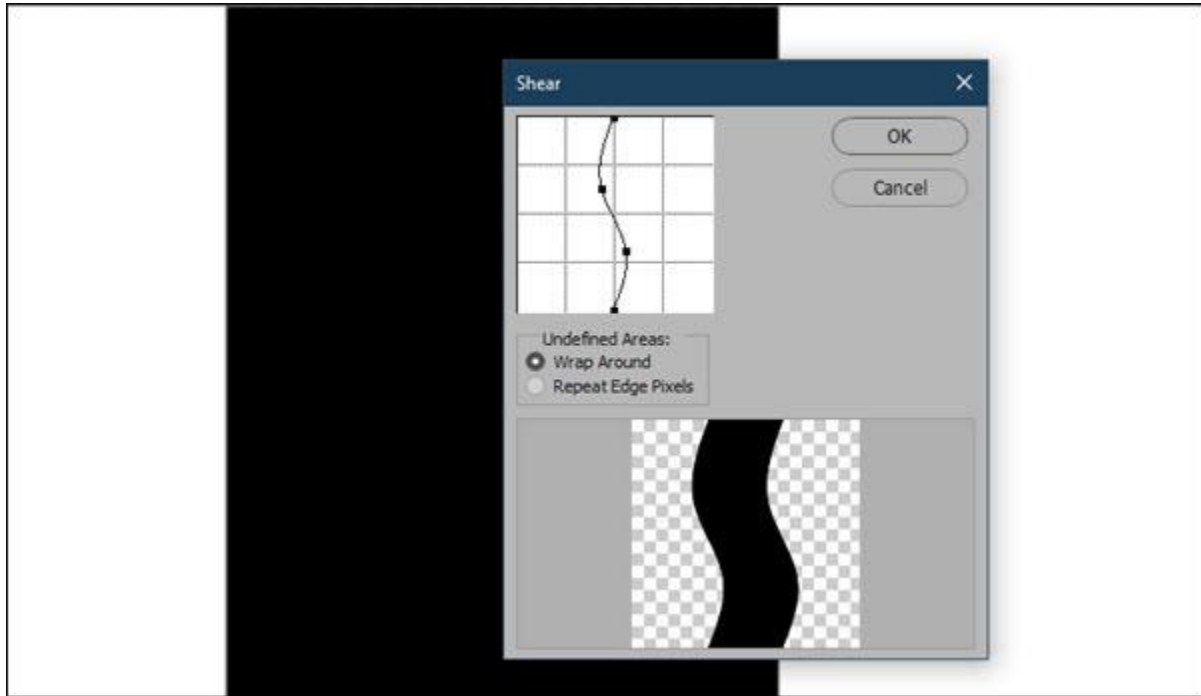 Shear
OK
Cancel
Undefined Areas:
Wrap Around
Repeat Edge Pixels